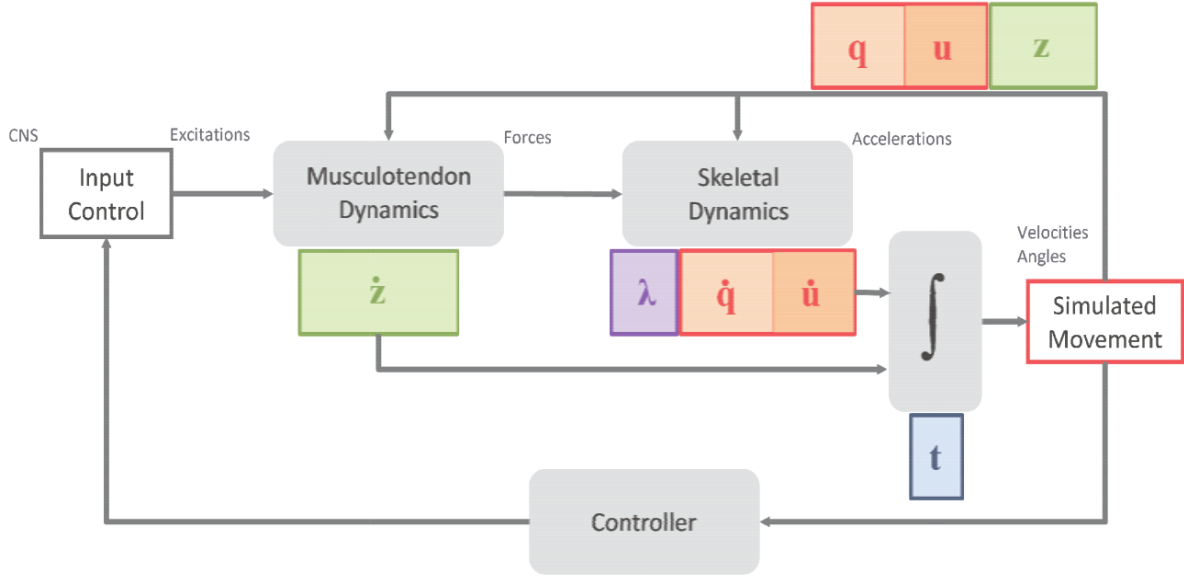 q u z
CNS
Excitations
Forces
Accelerations
Input
Control
Musculotendon
Dynamics
Skeletal
Dynamics
Velocities
Angles
ż
λ q̇ u̇
∫
Simulated
Movement
t
Controller